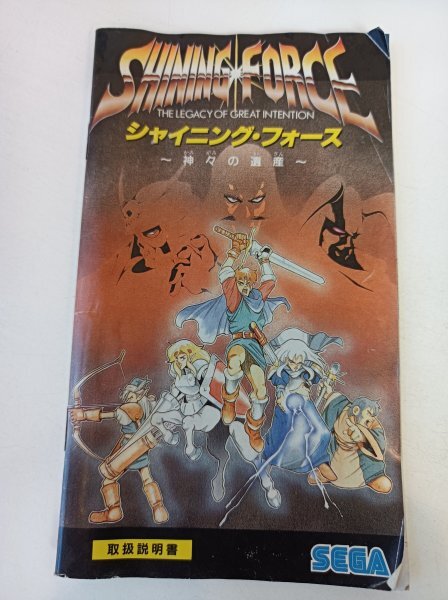 SHINING FORCE
THE LEGACY OF GREAT INTENTION
シャイニング・フォース
～神々の遺産～
取扱説明書
SEGA